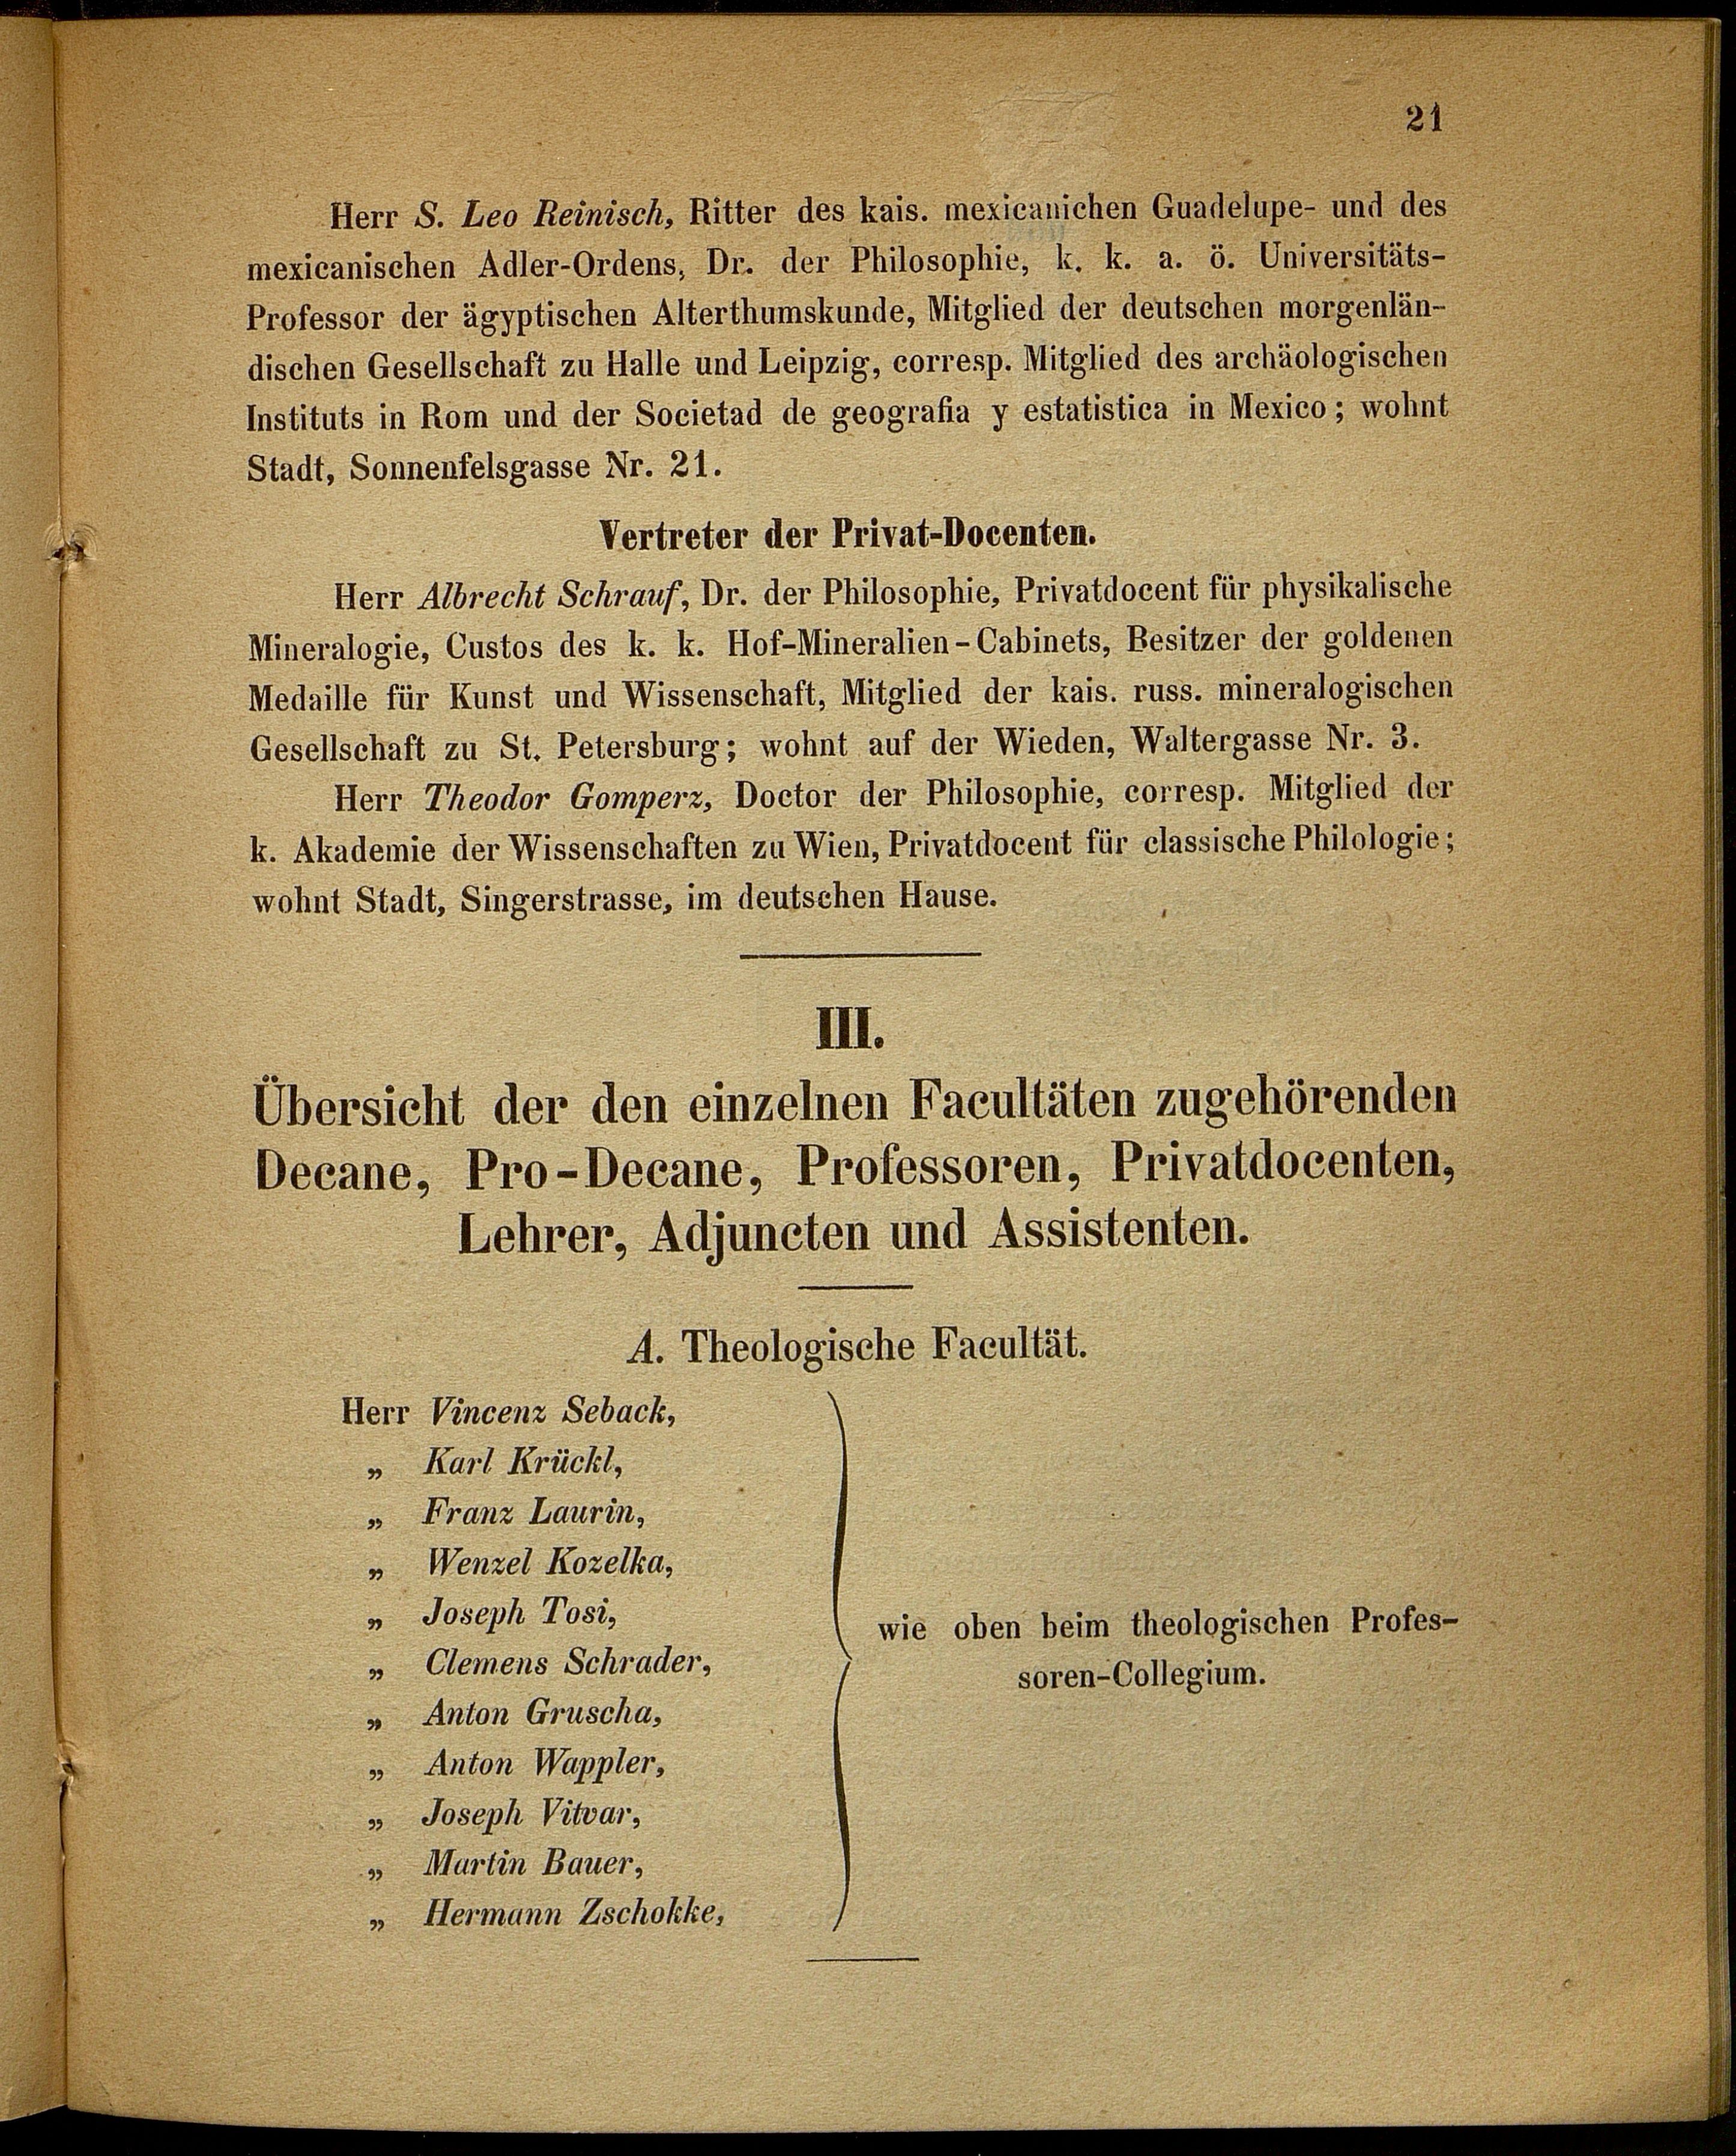 21
Herr S. Leo Reinisch, Ritter des kais. mexicanichen Guadelupe- und des
mexicanischen Adler-Ordens, Dr. der Philosophie, k. k. a. ö. Universitäts-
Professor der ägyptischen Alterthumskunde, Mitglied der deutschen morgenlän-
dischen Gesellschaft zu Halle und Leipzig, corresp. Mitglied des archäologischen
Instituts in Rom und der Societad de geografia y estatistica in Mexico; wohnt
Stadt, Sonnenfelsgasse Nr. 21.
Vertreter der Privat-Docenten.
Herr Albrecht Schrauf, Dr. der Philosophie, Privatdocent für physikalische
Mineralogie, Custos des k. k. Hof-Mineralien-Cabinets, Besitzer der goldenen
Medaille für Kunst und Wissenschaft, Mitglied der kais. russ. mineralogischen
Gesellschaft zu St. Petersburg; wohnt auf der Wieden, Waltergasse Nr. 3.
Herr Theodor Gomperz, Doctor der Philosophie, corresp. Mitglied der
k. Akademie der Wissenschaften zu Wien, Privatdocent für classische Philologie;
wohnt Stadt, Singerstrasse, im deutschen Hause.
III.
Übersicht der den einzelnen Facultäten zugehörenden
Decane, Pro-Decane, Professoren, Privatdocenten,
Lehrer, Adjuncten und Assistenten.
A. Theologische Facultät.
Herr Vincenz Seback,
„ Karl Krückl,
„ Franz Laurin,
„ Wenzel Kozelka,
„ Joseph Tosi,
„ Clemens Schrader,
„ Anton Gruscha,
„ Anton Wappler,
„ Joseph Vitvar,
„ Martin Bauer,
„ Hermann Zschokke,
wie oben beim theologischen Profes-
soren-Collegium.